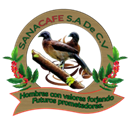 SANACAFE S.A De C.V
Hombres con valores forjando
Futuros prometedores.